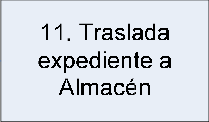 11. Traslada
expediente a
Almacén